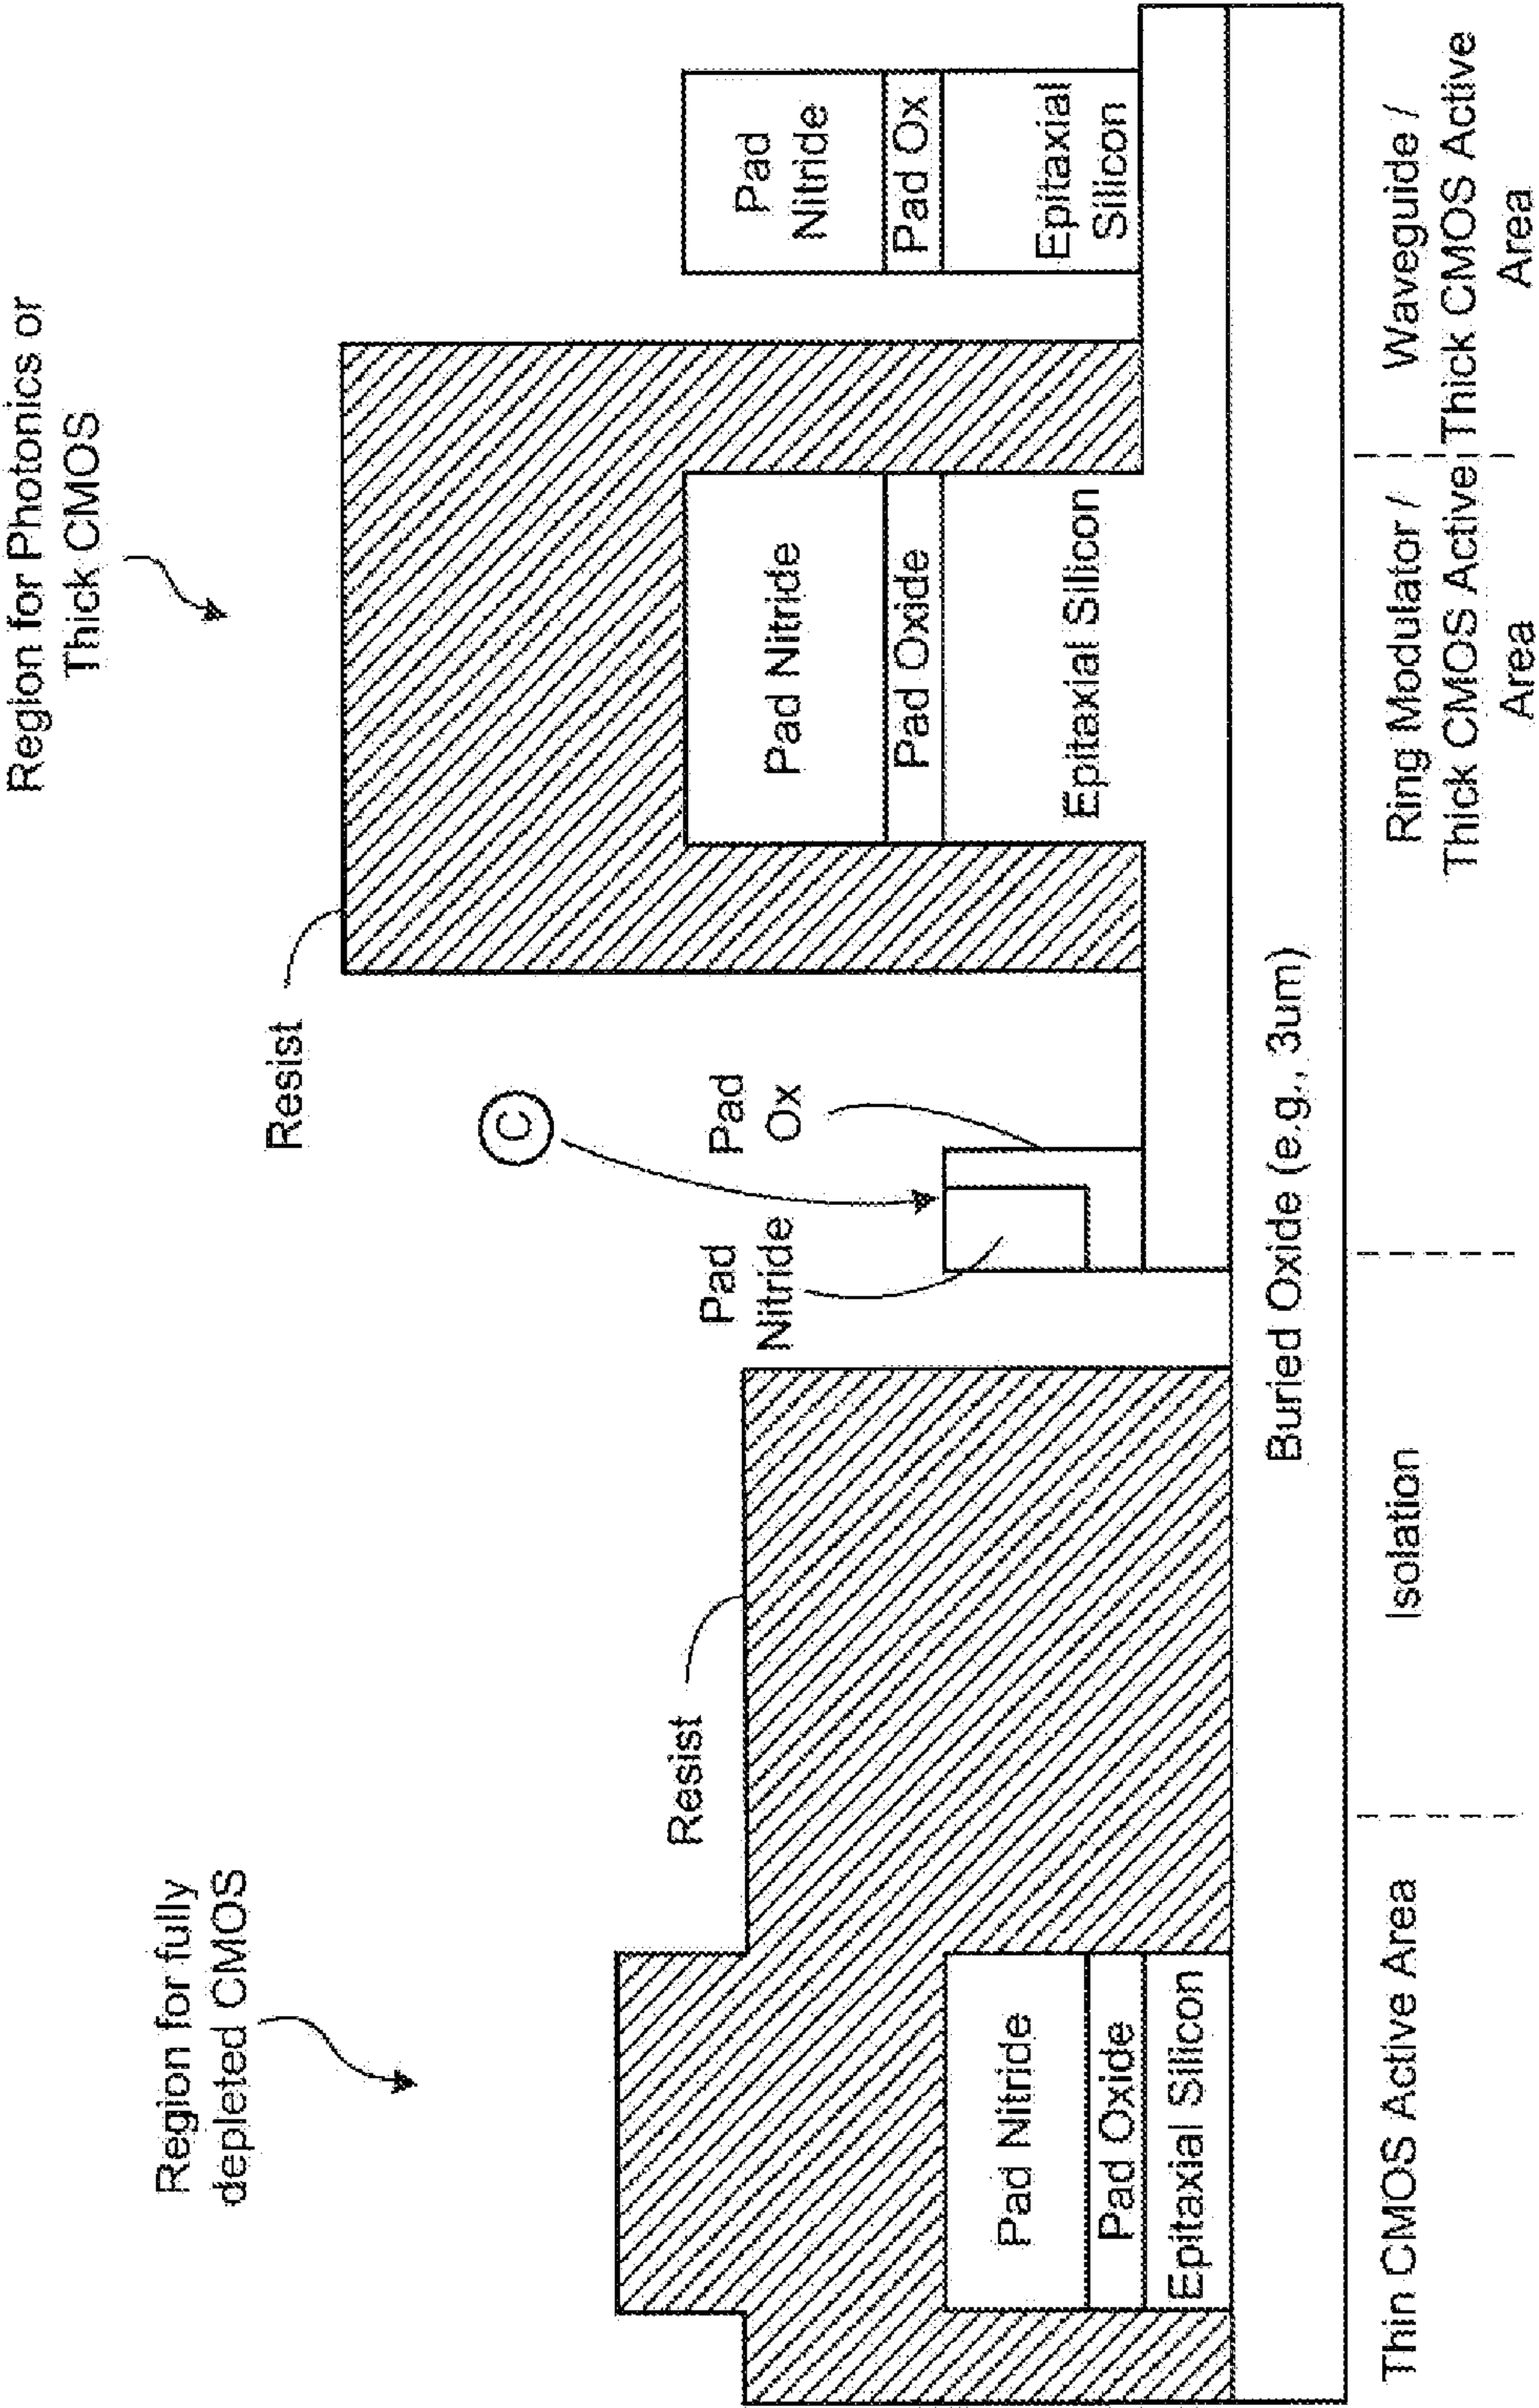 Region for fully
depleted CMOS
Region for Photonics or
Thick CMOS
Resist
Resist
C
Pad
Nitride
Pad
Ox
Pad Nitride
Pad Oxide
Epitaxial Silicon
Pad Nitride
Pad Oxide
Epitaxial Silicon
Pad
Nitride
Pad Ox
Epitaxial
Silicon
Buried Oxide (e.g., 3um)
Thin CMOS Active Area
Isolation
Ring Modulator /
Thick CMOS Active
Area
Waveguide /
Thick CMOS Active
Area